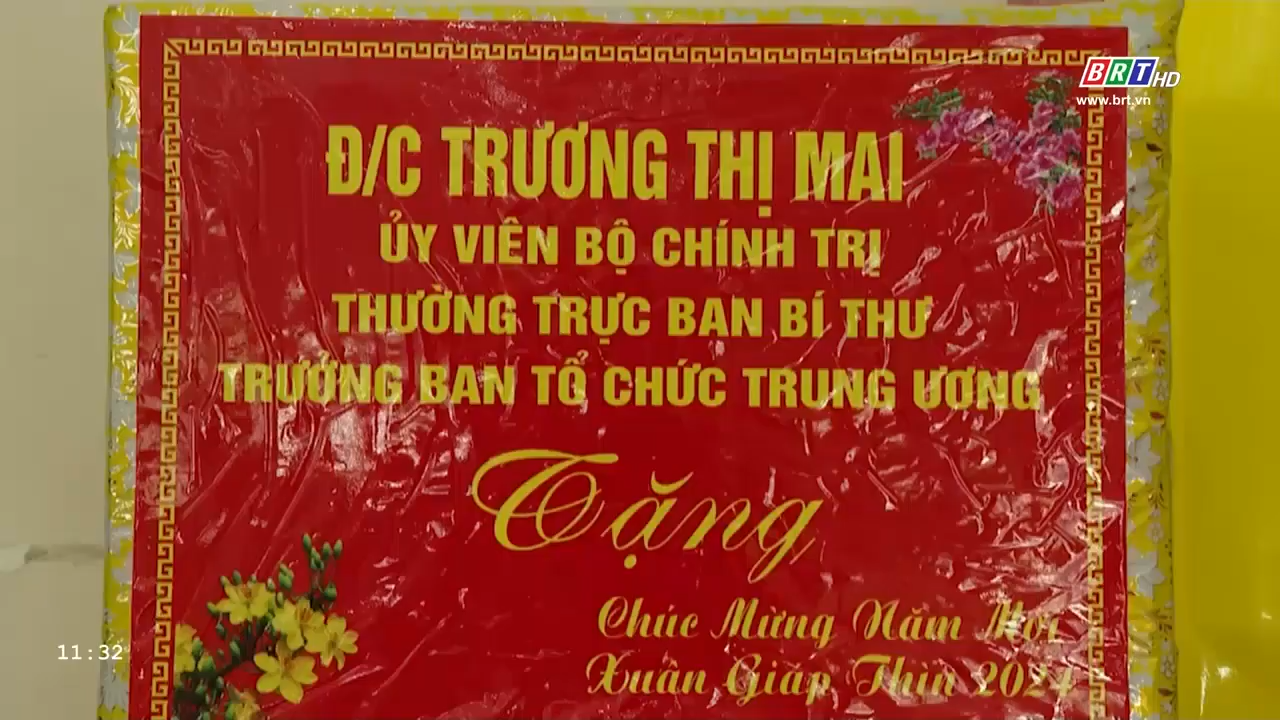 BRT HD
www.brt.vn
Đ/C TRƯƠNG THỊ MAI
ỦY VIÊN BỘ CHÍNH TRỊ
THƯỜNG TRỰC BAN BÍ THƯ
TRƯỞNG BAN TỔ CHỨC TRUNG ƯƠNG
Tặng
Chúc Mừng Năm Mới
Xuân Giáp Thìn 2024
11:32